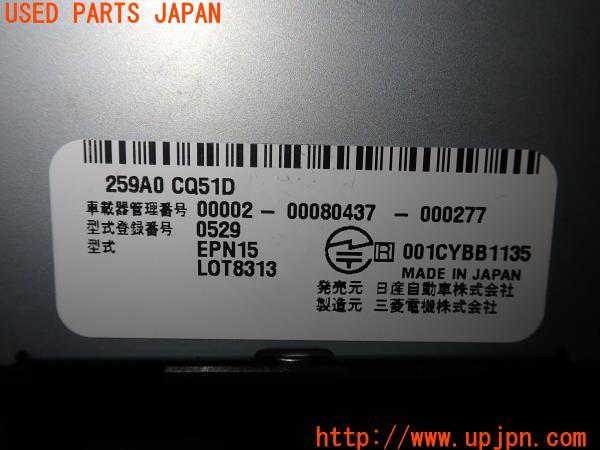 USED PARTS JAPAN
259A0 CQ51D
車載器管理番号 00002 - 00080437 - 000277
型式登録番号 0529
型式 EPN15
LOT8313
R 001CYBB1135
MADE IN JAPAN
発売元 日産自動車株式会社
製造元 三菱電機株式会社
UPJ
http://www.upjpn.com/